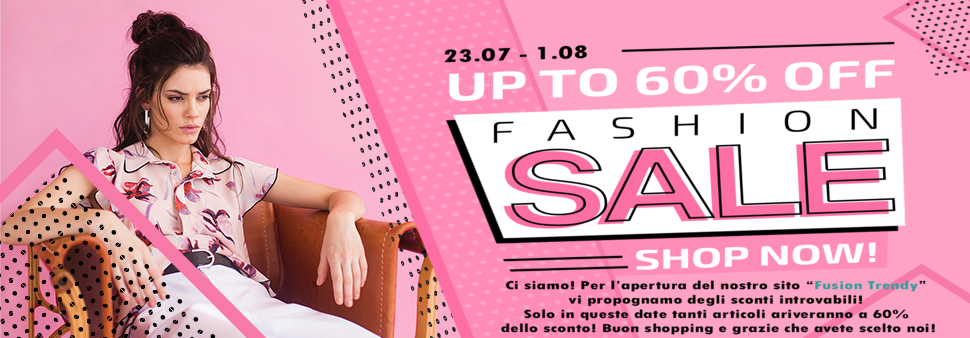 23.07 - 1.08
UP TO 60% OFF
FASHION
SALE
SHOP NOW!
Ci siamo! Per l'apertura del nostro sito “Fusion Trendy”
vi propognamo degli sconti introvabili!
Solo in queste date tanti articoli ariveranno a 60%
dello sconto! Buon shopping e grazie che avete scelto noi!